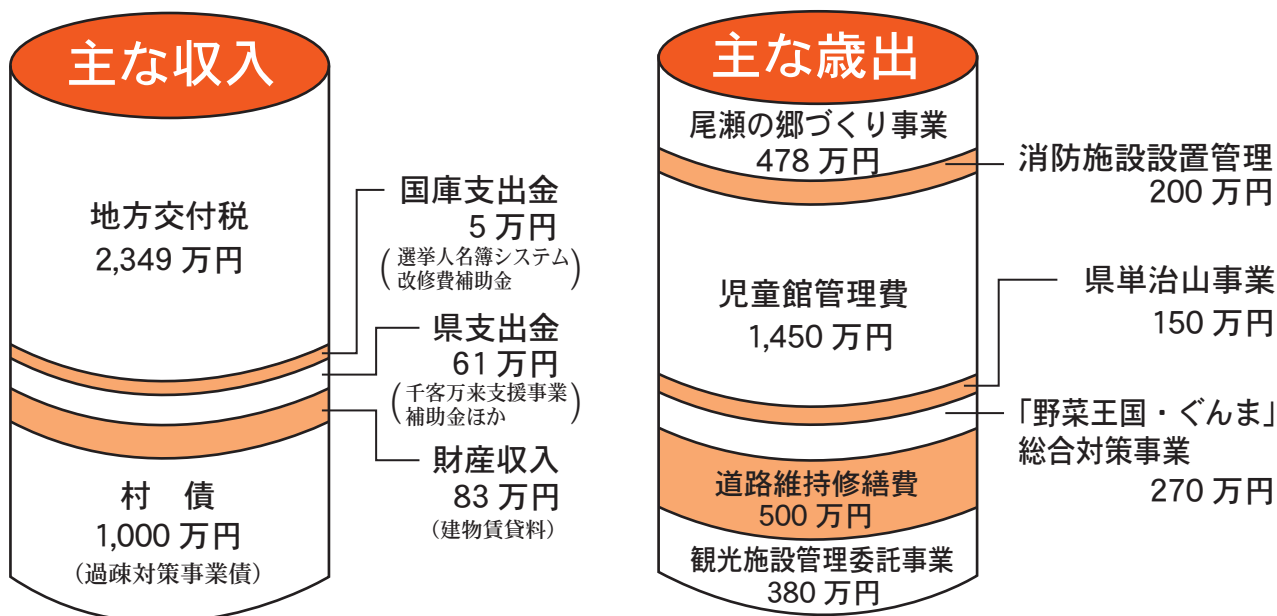 主な収入
地方交付税
2,349 万円
国庫支出金
5 万円
(選挙人名簿システム
改修費補助金)
県支出金
61 万円
(千客万来支援事業
補助金ほか)
財産収入
83 万円
(建物賃貸料)
村　債
1,000 万円
(過疎対策事業債)
主な歳出
尾瀬の郷づくり事業
478 万円
消防施設設置管理
200 万円
児童館管理費
1,450 万円
県単治山事業
150 万円
「野菜王国・ぐんま」
総合対策事業
270 万円
道路維持修繕費
500 万円
観光施設管理委託事業
380 万円